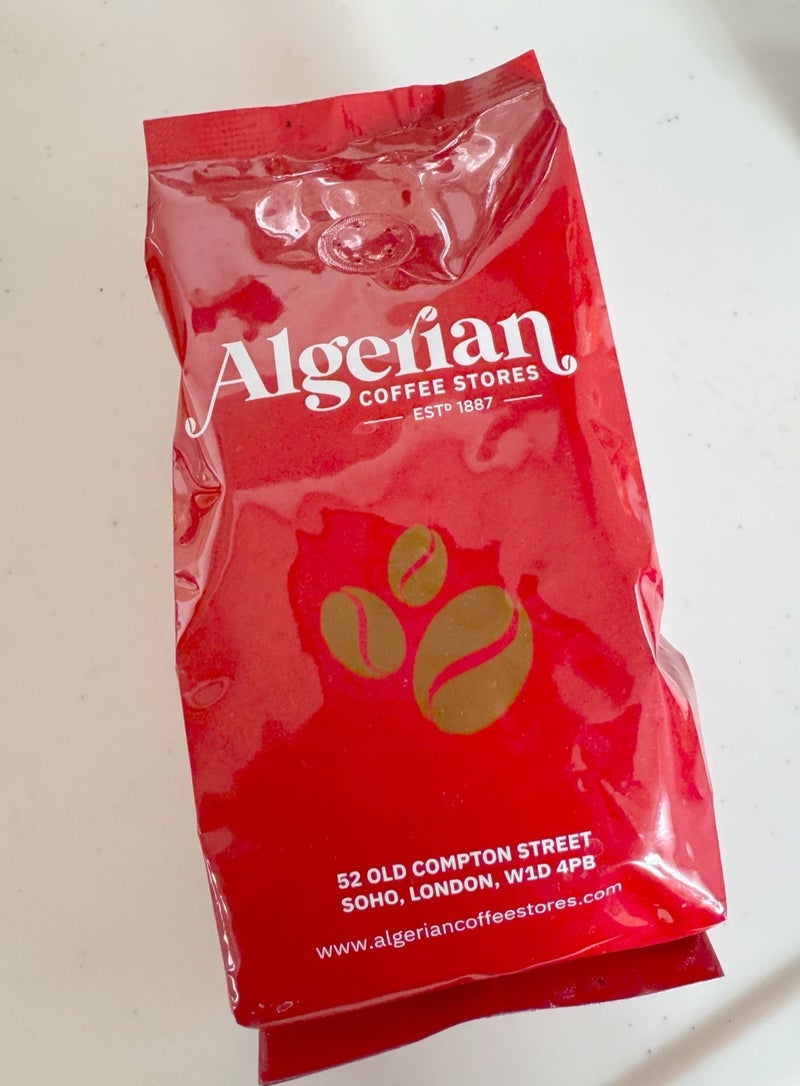 Algerian
COFFEE STORES
ESTᴰ 1887
52 OLD COMPTON STREET
SOHO, LONDON, W1D 4PB
www.algeriancoffeestores.com